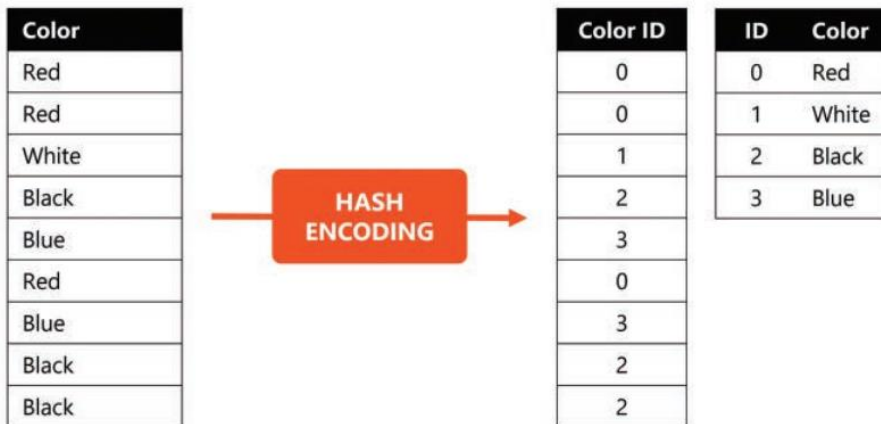 Color
Red
Red
White
Black
Blue
Red
Blue
Black
Black
HASH
ENCODING
Color ID
0
0
1
2
3
0
3
2
2
ID Color
0 Red
1 White
2 Black
3 Blue